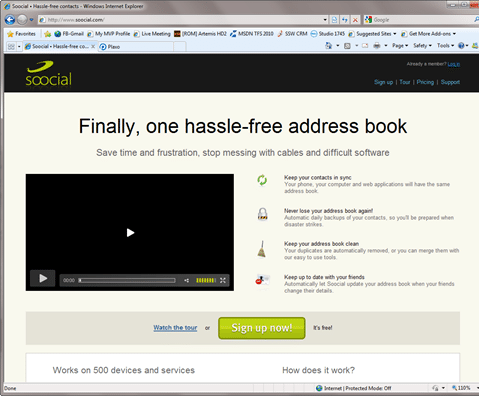 Soocial • Hassle-free contacts - Windows Internet Explorer
http://www.soocial.com/
Google
Favorites
FB-Gmail
My MVP Profile
Live Meeting
[ROM] Artemis HD2
MSDN TFS 2010
SSW CRM
Studio 1745
Suggested Sites
Get More Add-ons
Soocial • Hassle-free con...
Plaxo
Page
Safety
Tools
Already a member? Log in
soocial
Sign up | Tour | Pricing | Support
Finally, one hassle-free address book
Save time and frustration, stop messing with cables and difficult software
Keep your contacts in sync
Your phone, your computer and web applications will have the same
address book.
Never lose your address book again!
Automatic daily backups of your contacts, so you'll be prepared when
disaster strikes.
Keep your address book clean
Your duplicates are automatically removed, or you can merge them with
our easy to use tools.
Keep up to date with your friends
Automatically let Soocial update your address book when your friends
change their details.
00:00
Watch the tour or Sign up now! It's free!
Works on 500 devices and services
How does it work?
Done
Internet | Protected Mode: Off
110%